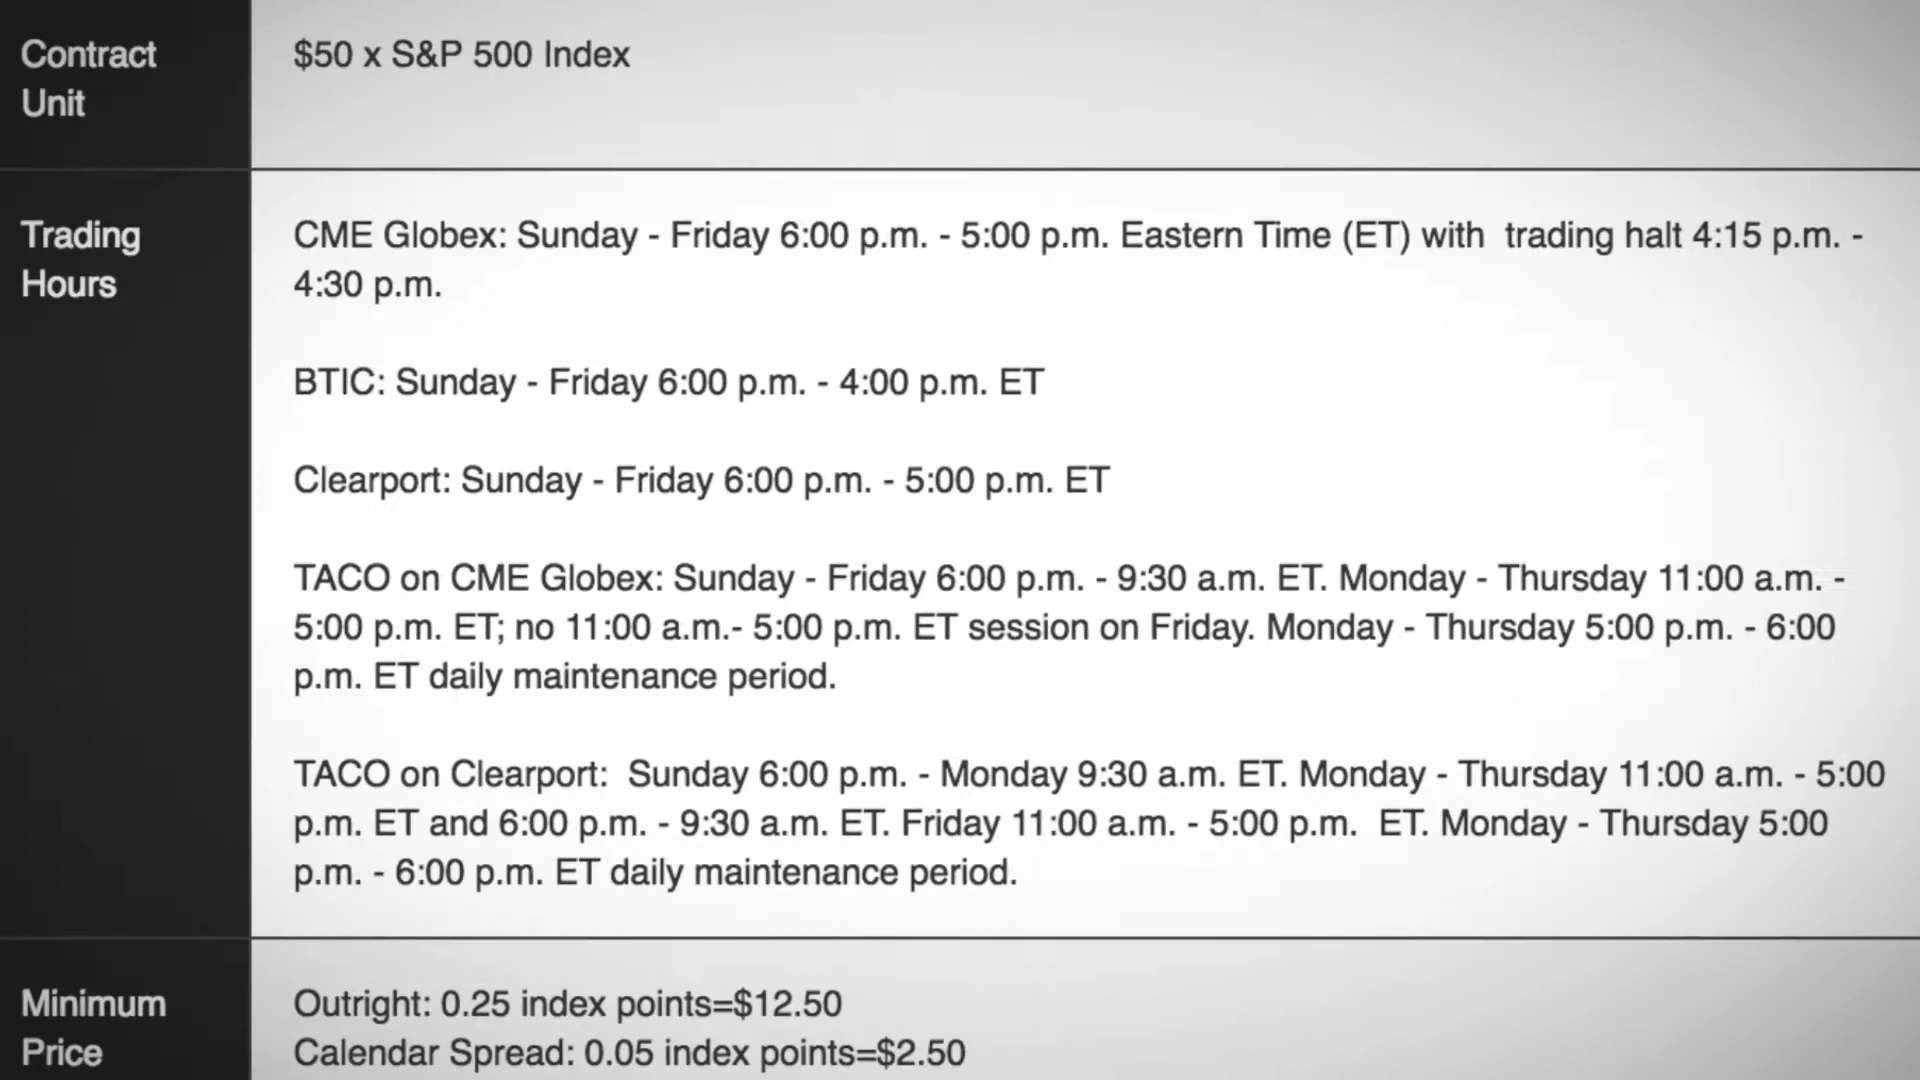 Contract
Unit
$50 x S&P 500 Index
Trading
Hours
CME Globex: Sunday - Friday 6:00 p.m. - 5:00 p.m. Eastern Time (ET) with  trading halt 4:15 p.m. -
4:30 p.m.
BTIC: Sunday - Friday 6:00 p.m. - 4:00 p.m. ET
Clearport: Sunday - Friday 6:00 p.m. - 5:00 p.m. ET
TACO on CME Globex: Sunday - Friday 6:00 p.m. - 9:30 a.m. ET. Monday - Thursday 11:00 a.m. -
5:00 p.m. ET; no 11:00 a.m.- 5:00 p.m. ET session on Friday. Monday - Thursday 5:00 p.m. - 6:00
p.m. ET daily maintenance period.
TACO on Clearport:  Sunday 6:00 p.m. - Monday 9:30 a.m. ET. Monday - Thursday 11:00 a.m. - 5:00
p.m. ET and 6:00 p.m. - 9:30 a.m. ET. Friday 11:00 a.m. - 5:00 p.m.  ET. Monday - Thursday 5:00
p.m. - 6:00 p.m. ET daily maintenance period.
Minimum
Price
Outright: 0.25 index points=$12.50
Calendar Spread: 0.05 index points=$2.50